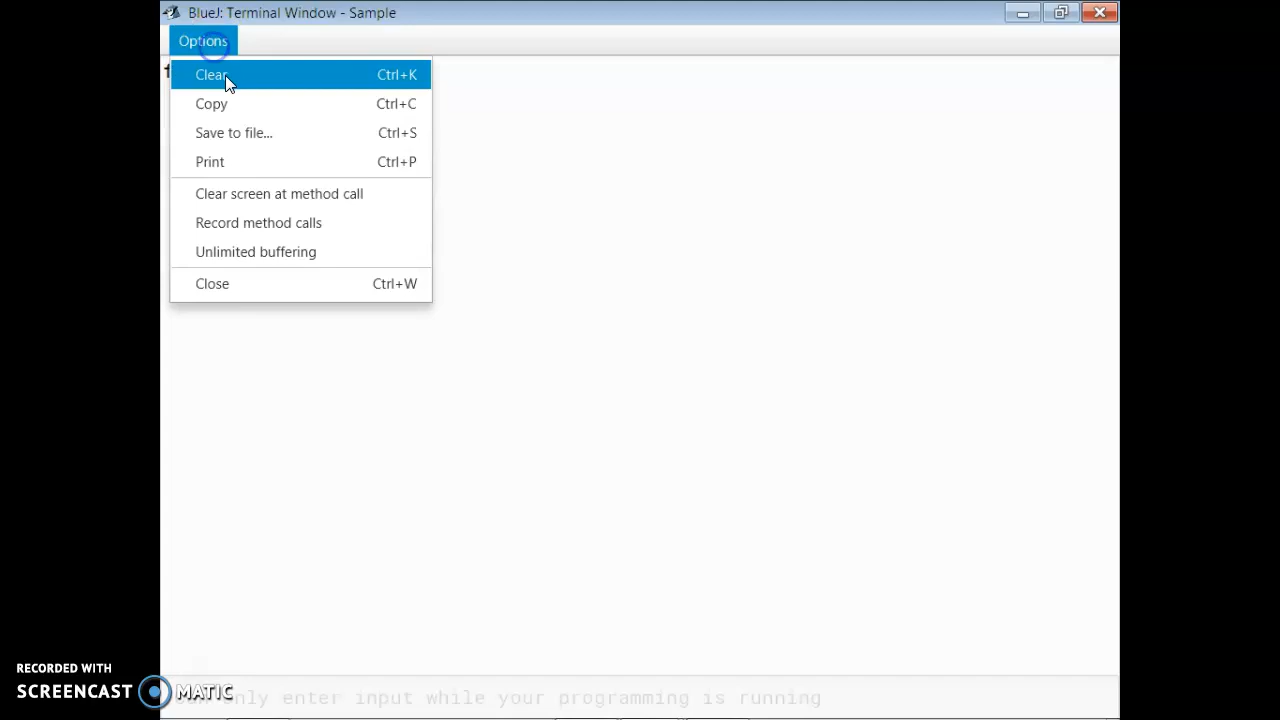 BlueJ: Terminal Window - Sample
Options
Clear Ctrl+K
Copy Ctrl+C
Save to file... Ctrl+S
Print Ctrl+P
Clear screen at method call
Record method calls
Unlimited buffering
Close Ctrl+W
only enter input while your programming is running
RECORDED WITH
SCREENCAST MATIC